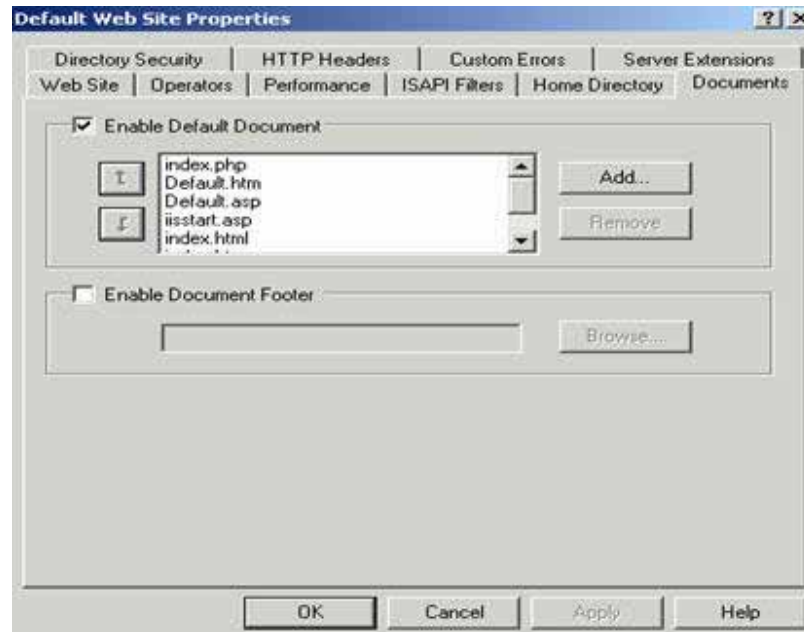 Default Web Site Properties
Directory Security HTTP Headers Custom Errors Server Extensions
Web Site Operators Performance ISAPI Filters Home Directory Documents
Enable Default Document
index.php
Default.htm
Default.asp
iisstart.asp
index.html
Add...
Remove
Enable Document Footer
Browse...
OK Cancel Apply Help